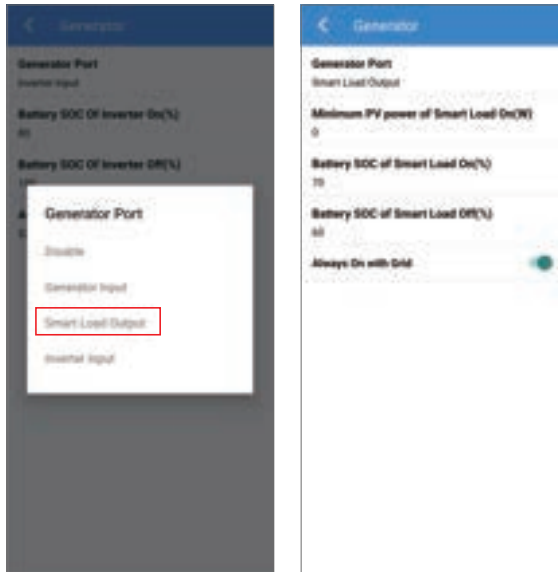 Generator
Generator Port
Inverter Input
Battery SOC Of Inverter On(%)
80
Battery SOC Of Inverter Off(%)
Generator Port
Disable
Generator Input
Smart Load Output
Inverter Input
Generator
Generator Port
Smart Load Output
Minimum PV power of Smart Load On(W)
0
Battery SOC of Smart Load On(%)
70
Battery SOC of Smart Load Off(%)
60
Always On with Grid